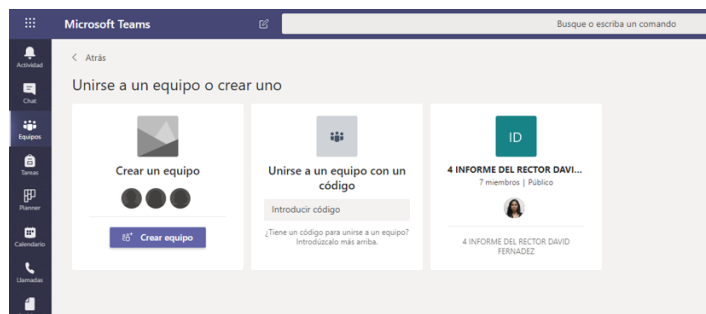 Microsoft Teams
Busque o escriba un comando
Actividad
Chat
Equipos
Tareas
Planner
Calendario
Llamadas
Atrás
Unirse a un equipo o crear uno
Crear un equipo
Crear equipo
Unirse a un equipo con un
código
Introducir código
¿Tiene un código para unirse a un equipo?
Introdúzcalo más arriba.
ID
4 INFORME DEL RECTOR DAVI...
7 miembros | Público
4 INFORME DEL RECTOR DAVID
FERNADEZ